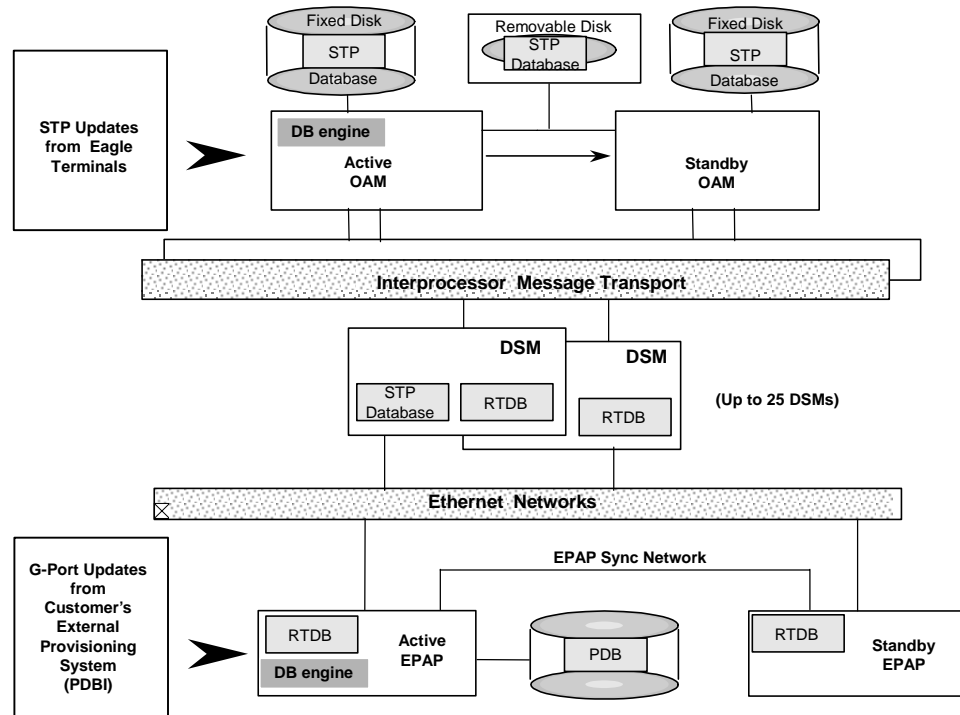 Fixed Disk
STP
Database
Removable Disk
STP
Database
Fixed Disk
STP
Database
STP Updates
from Eagle
Terminals
DB engine
Active
OAM
Standby
OAM
Interprocessor Message Transport
DSM
STP
Database
RTDB
DSM
RTDB
(Up to 25 DSMs)
Ethernet Networks
EPAP Sync Network
G-Port Updates
from
Customer's
External
Provisioning
System
(PDBI)
RTDB
DB engine
Active
EPAP
PDB
RTDB
Standby
EPAP